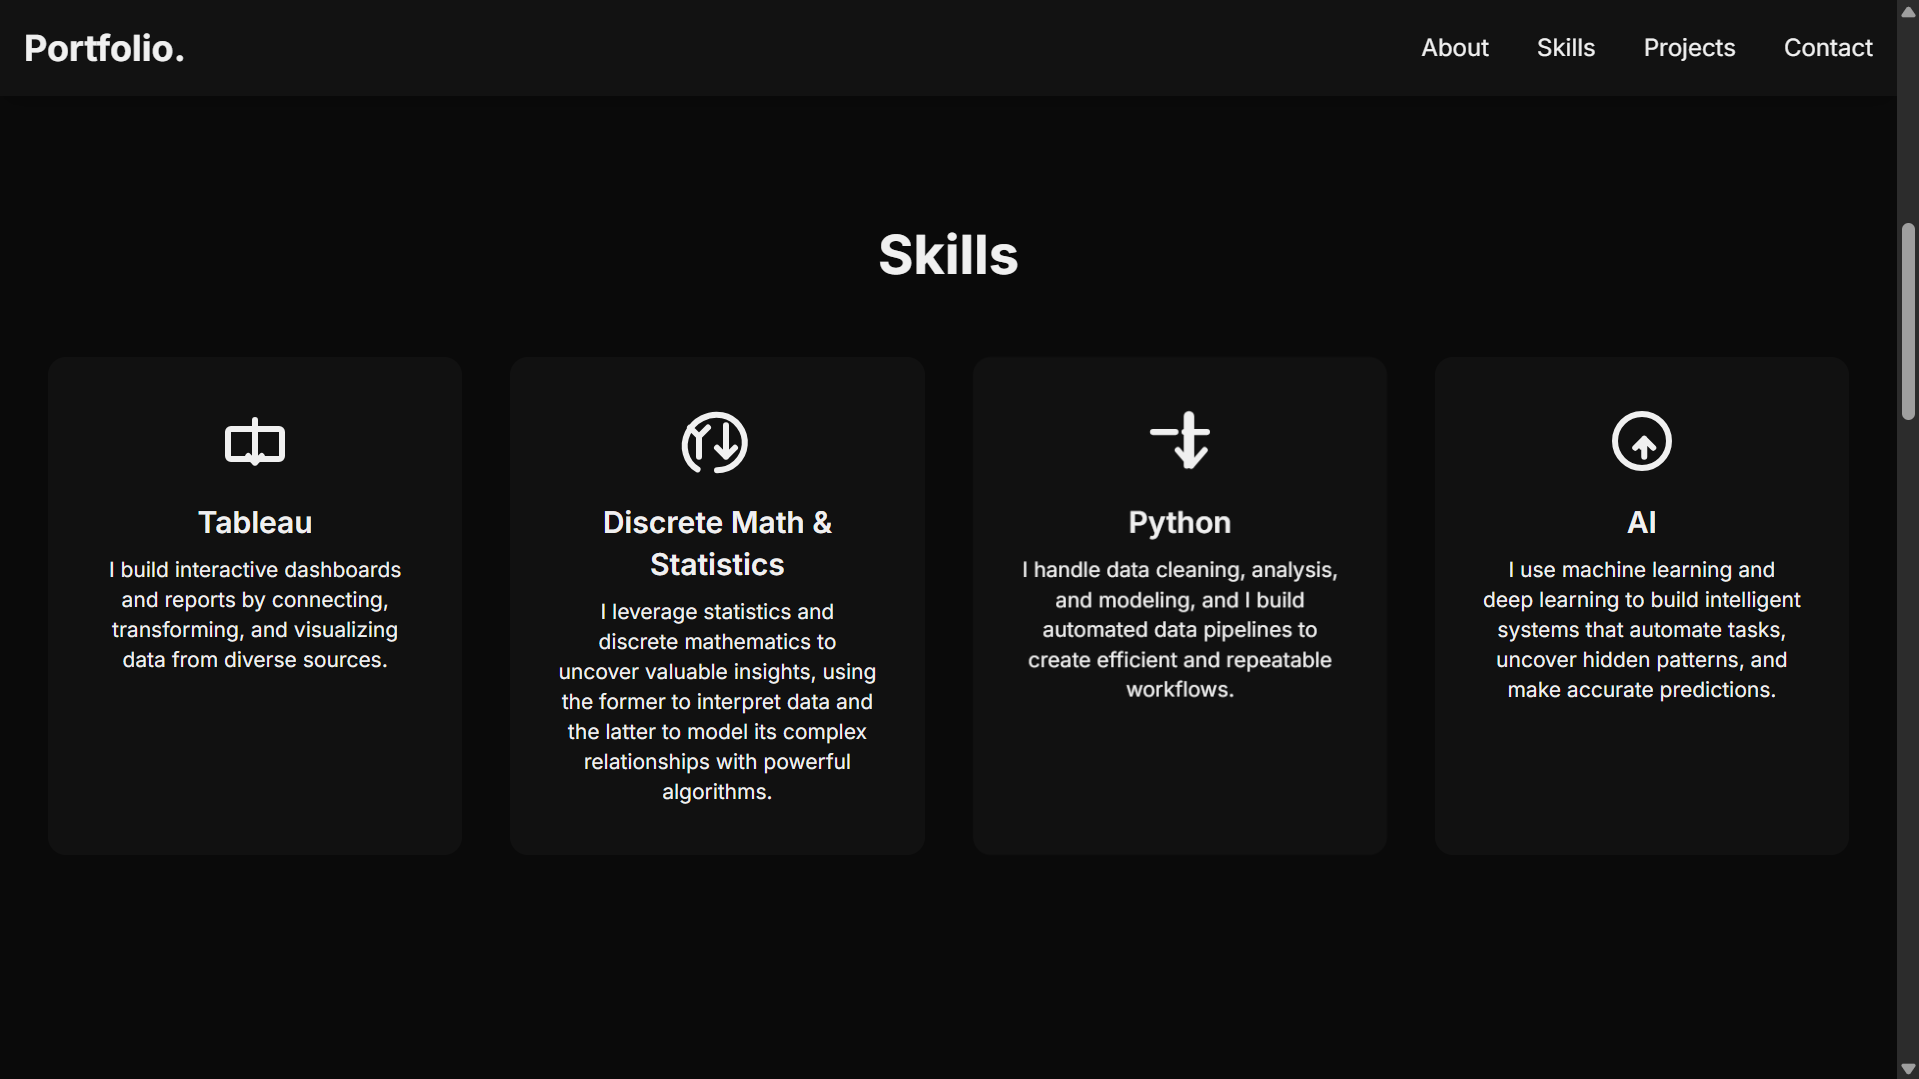 Portfolio.
About
Skills
Projects
Contact
Skills
Tableau
I build interactive dashboards
and reports by connecting,
transforming, and visualizing
data from diverse sources.
Discrete Math &
Statistics
I leverage statistics and
discrete mathematics to
uncover valuable insights, using
the former to interpret data and
the latter to model its complex
relationships with powerful
algorithms.
Python
I handle data cleaning, analysis,
and modeling, and I build
automated data pipelines to
create efficient and repeatable
workflows.
AI
I use machine learning and
deep learning to build intelligent
systems that automate tasks,
uncover hidden patterns, and
make accurate predictions.